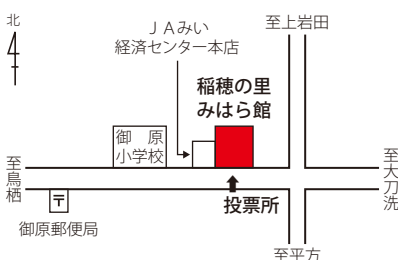 北
ＪＡみい
経済センター本店
至上岩田
稲穂の里
みはら館
御　原
小学校
至鳥栖
至大刀洗
〒
投票所
御原郵便局
至平方